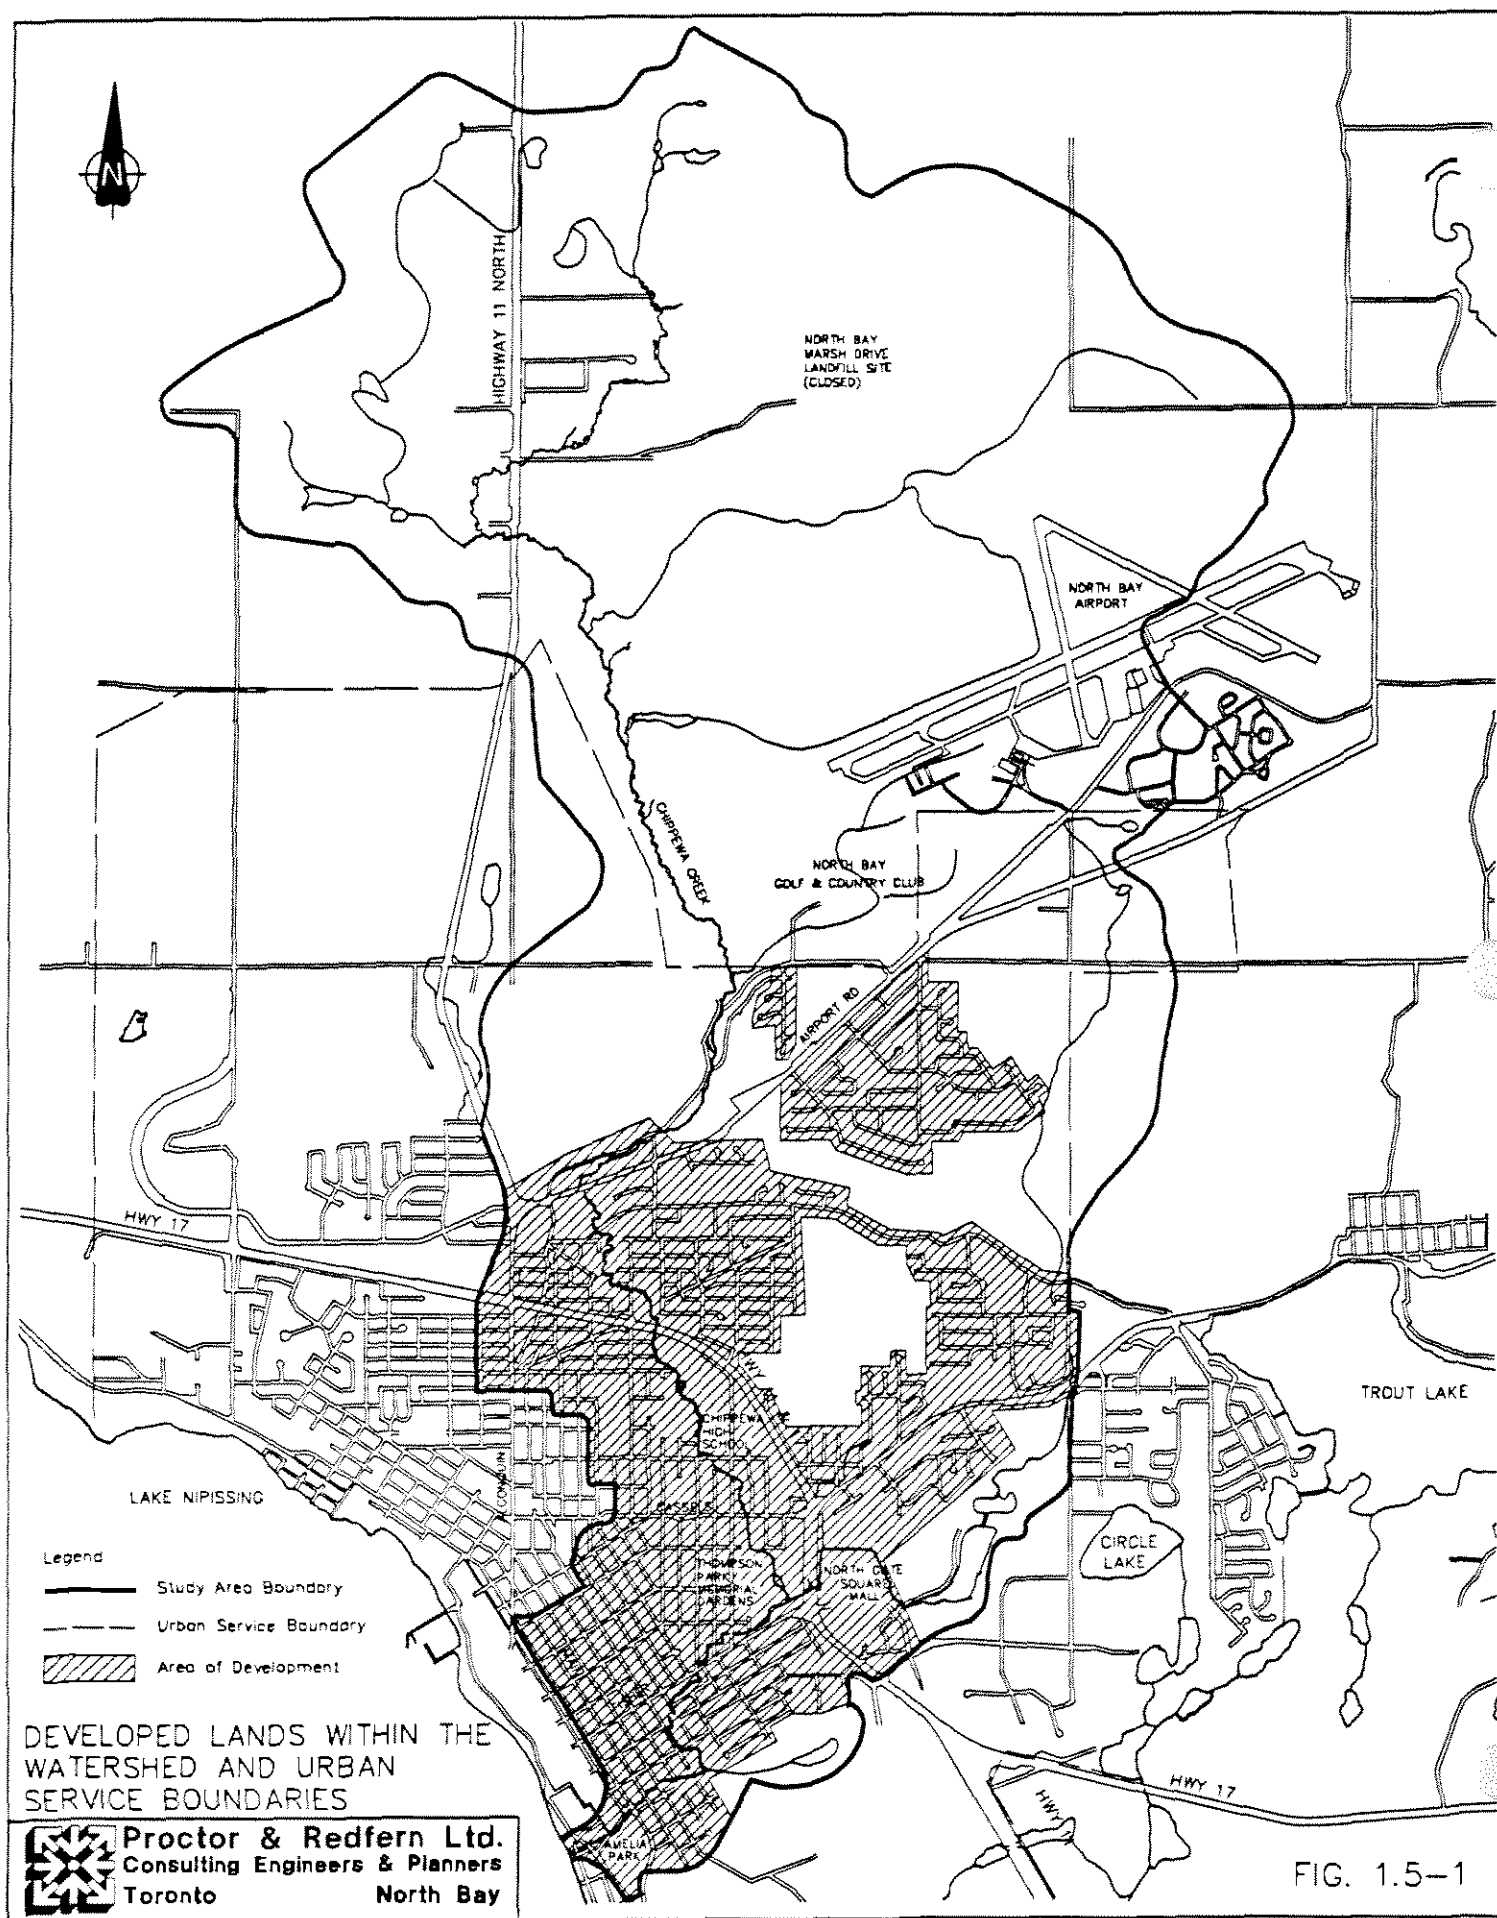 N
HIGHWAY 11 NORTH
NORTH BAY
MARSH DRIVE
LANDFILL SITE
(CLOSED)
NORTH BAY
AIRPORT
CHIPPEWA CREEK
NORTH BAY
GOLF & COUNTRY CLUB
AIRPORT RD
HWY 17
CHIPPEWA
HIGH
SCHOOL
TROUT LAKE
LAKE NIPISSING
ALGONQUIN
CASSELS
CIRCLE
LAKE
THOMPSON
PARK
MEMORIAL
GARDENS
NORTH GATE
SQUARE
MALL
Legend
Study Area Boundary
Urban Service Boundary
Area of Development
HWY 17
HWY
AMELIA
PARK
DEVELOPED LANDS WITHIN THE
WATERSHED AND URBAN
SERVICE BOUNDARIES
Proctor & Redfern Ltd.
Consulting Engineers & Planners
Toronto North Bay
FIG. 1.5-1